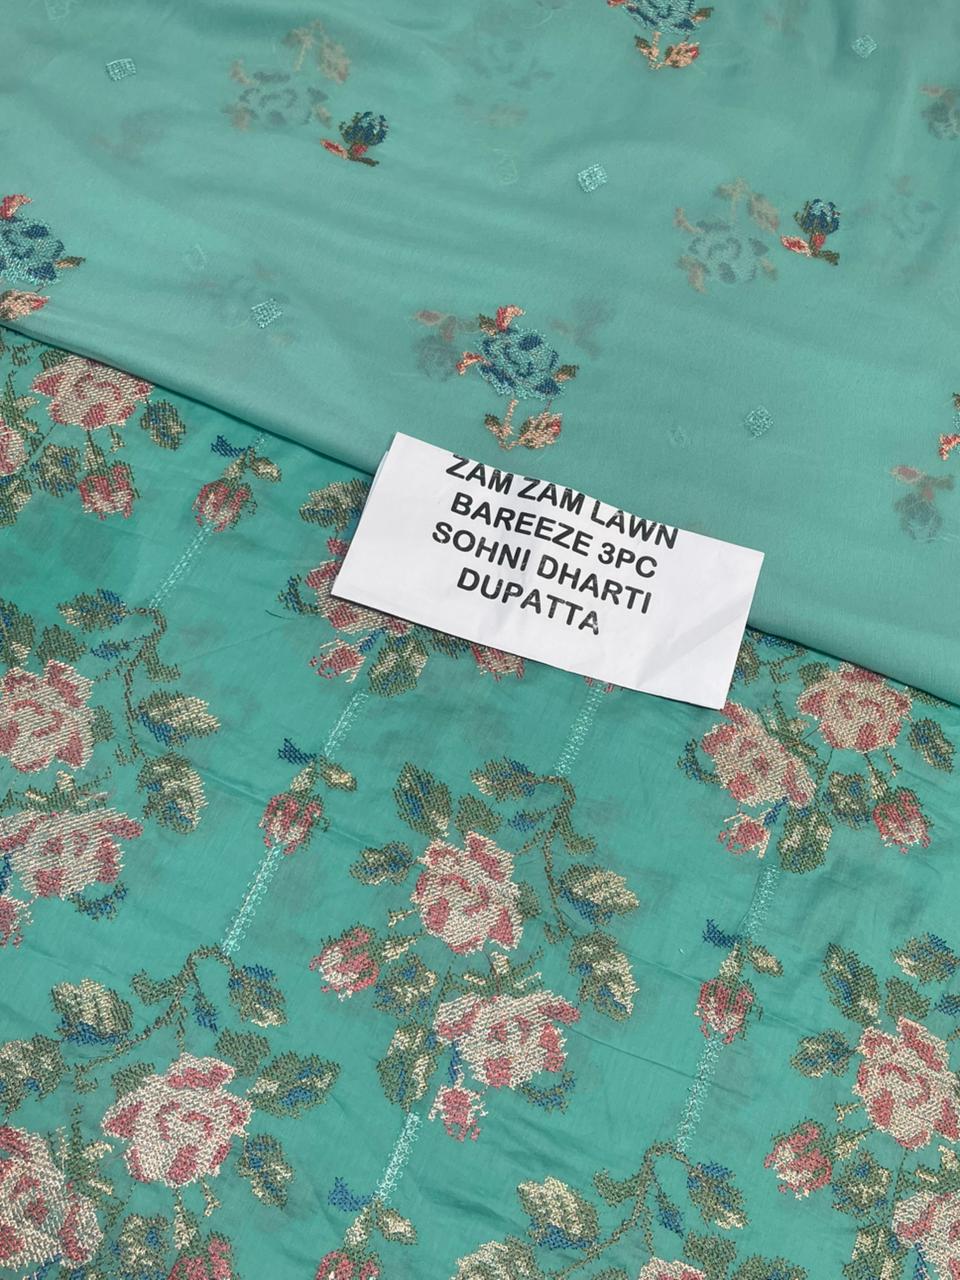 ZAM ZAM LAWN
BAREEZE 3PC
SOHNI DHARTI
DUPATTA